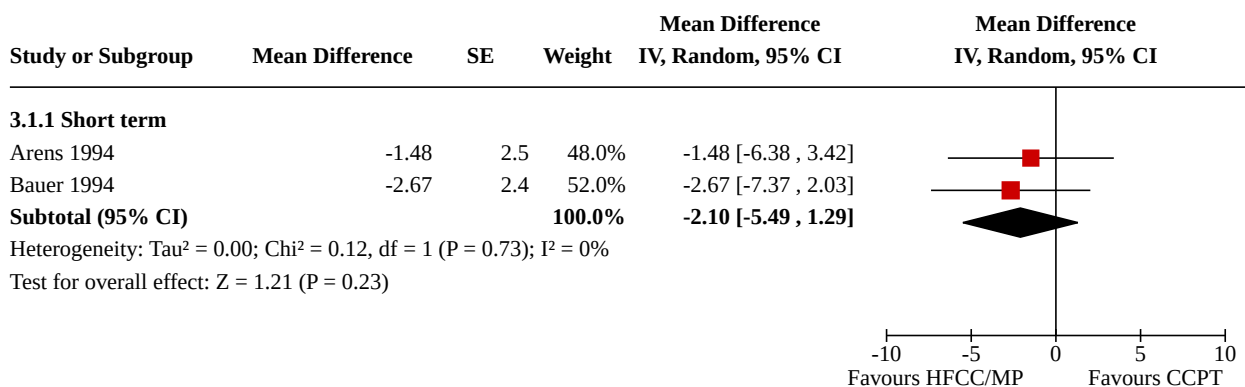 Mean Difference Mean Difference
Study or Subgroup Mean Difference SE Weight IV, Random, 95% CI IV, Random, 95% CI
3.1.1 Short term
Arens 1994 -1.48 2.5 48.0% -1.48 [-6.38 , 3.42]
Bauer 1994 -2.67 2.4 52.0% -2.67 [-7.37 , 2.03]
Subtotal (95% CI) 100.0% -2.10 [-5.49 , 1.29]
Heterogeneity: Tau² = 0.00; Chi² = 0.12, df = 1 (P = 0.73); I² = 0%
Test for overall effect: Z = 1.21 (P = 0.23)
-10 -5 0 5 10
Favours HFCC/MP Favours CCPT